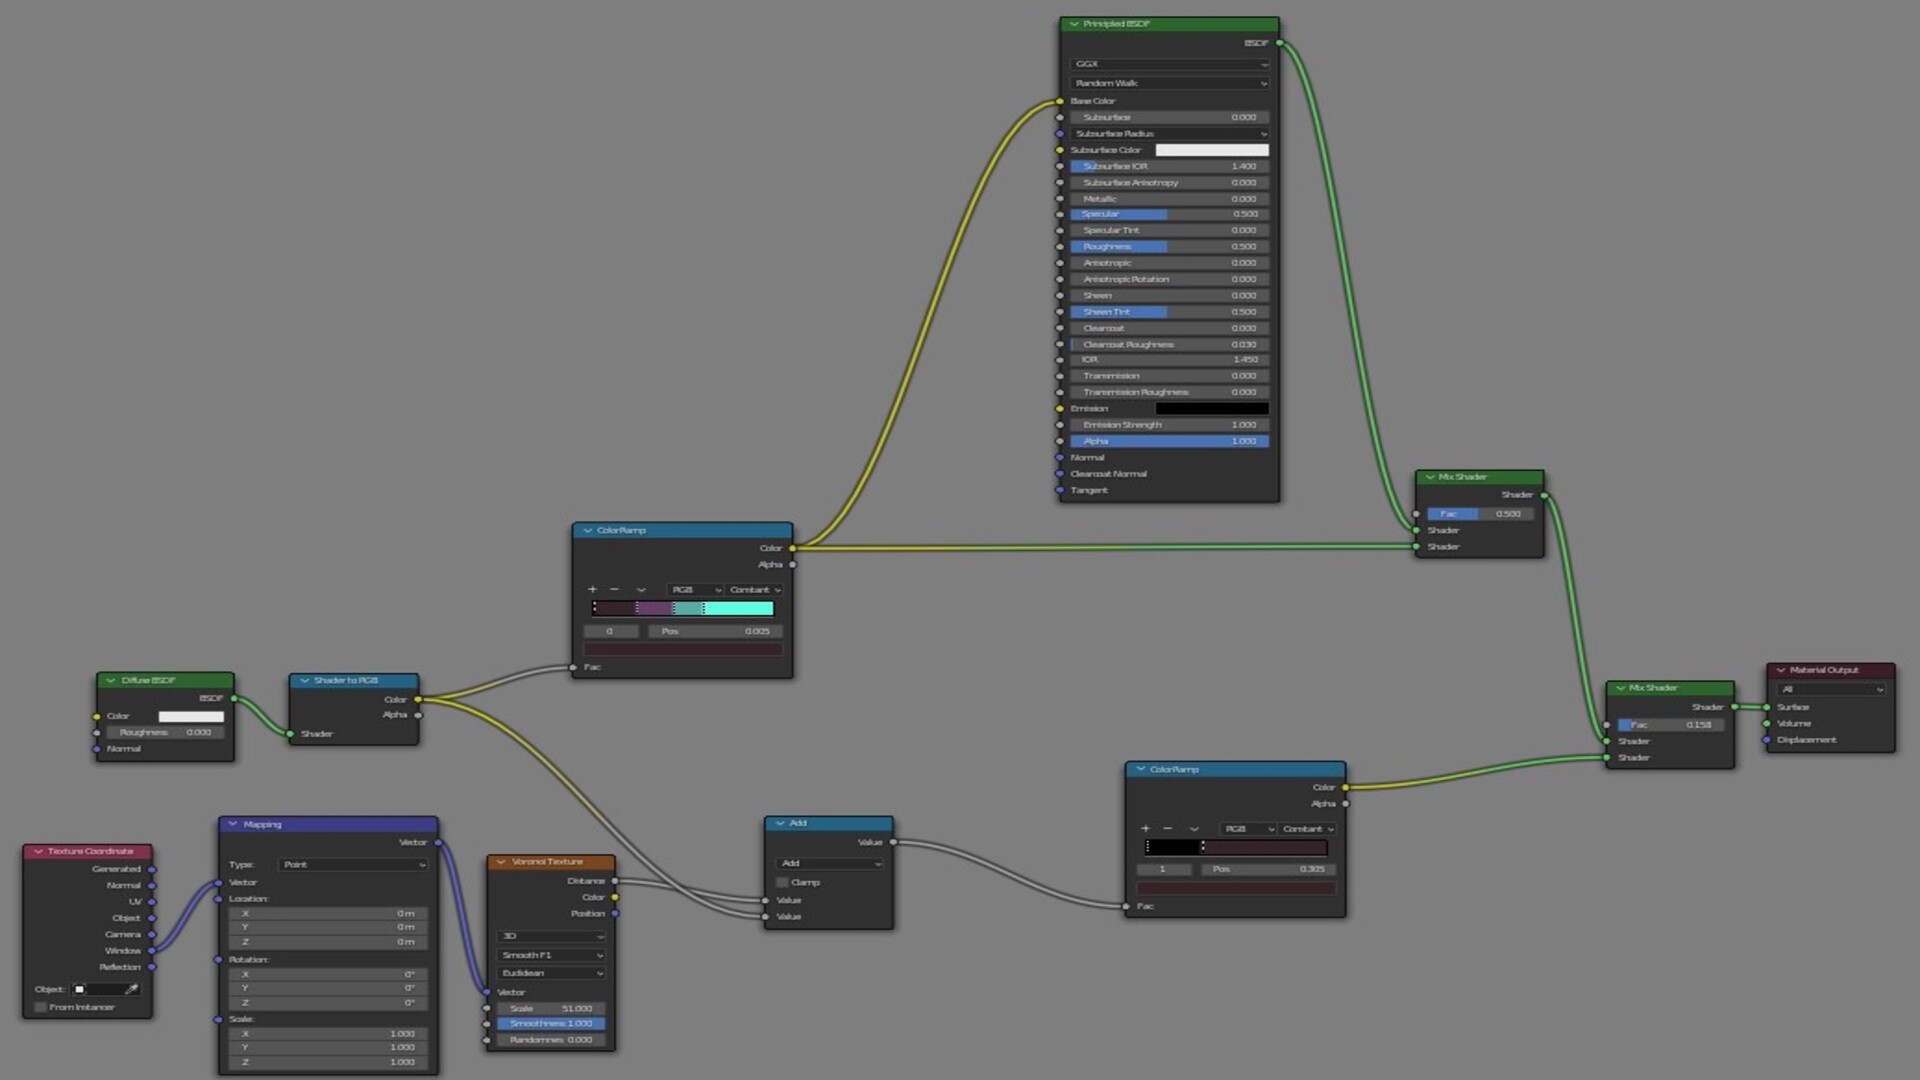 Principled BSDF
BSDF
GGX
Random Walk
Base Color
Subsurface 0.000
Subsurface Radius
Subsurface Color
Subsurface IOR 1.400
Subsurface Anisotropy 0.000
Metallic 0.000
Specular 0.500
Specular Tint 0.000
Roughness 0.500
Anisotropic 0.000
Anisotropic Rotation 0.000
Sheen 0.000
Sheen Tint 0.500
Clearcoat 0.000
Clearcoat Roughness 0.030
IOR 1.450
Transmission 0.000
Transmission Roughness 0.000
Emission
Emission Strength 1.000
Alpha 1.000
Normal
Clearcoat Normal
Tangent
Mix Shader
Shader
Fac 0.500
Shader
Shader
ColorRamp
Color
Alpha
+ − RGB Constant
0 Pos 0.005
Fac
Diffuse BSDF
BSDF
Color
Roughness 0.000
Normal
Shader to RGB
Color
Alpha
Shader
Mix Shader
Shader
Fac 0.158
Shader
Shader
Material Output
All
Surface
Volume
Displacement
Texture Coordinate
Generated
Normal
UV
Object
Camera
Window
Reflection
Object:
From Instancer
Mapping
Vector
Type: Point
Vector
Location:
X 0 m
Y 0 m
Z 0 m
Rotation:
X 0°
Y 0°
Z 0°
Scale:
X 1.000
Y 1.000
Z 1.000
Voronoi Texture
Distance
Color
Position
3D
Smooth F1
Euclidean
Vector
Scale 51.000
Smoothness 1.000
Randomnes 0.000
Add
Value
Add
Clamp
Value
Value
ColorRamp
Color
Alpha
+ − RGB Constant
1 Pos 0.305
Fac